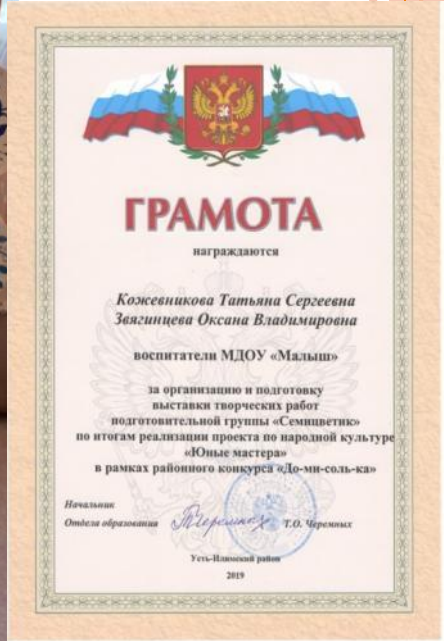 ГРАМОТА
награждаются
Кожевникова Татьяна Сергеевна
Звягинцева Оксана Владимировна
воспитатели МДОУ «Малыш»
за организацию и подготовку
выставки творческих работ
подготовительной группы «Семицветик»
по итогам реализации проекта по народной культуре
«Юные мастера»
в рамках районного конкурса «До-ми-соль-ка»
Начальник
Отдела образования Т.О. Черемных
Усть-Илимский район
2019